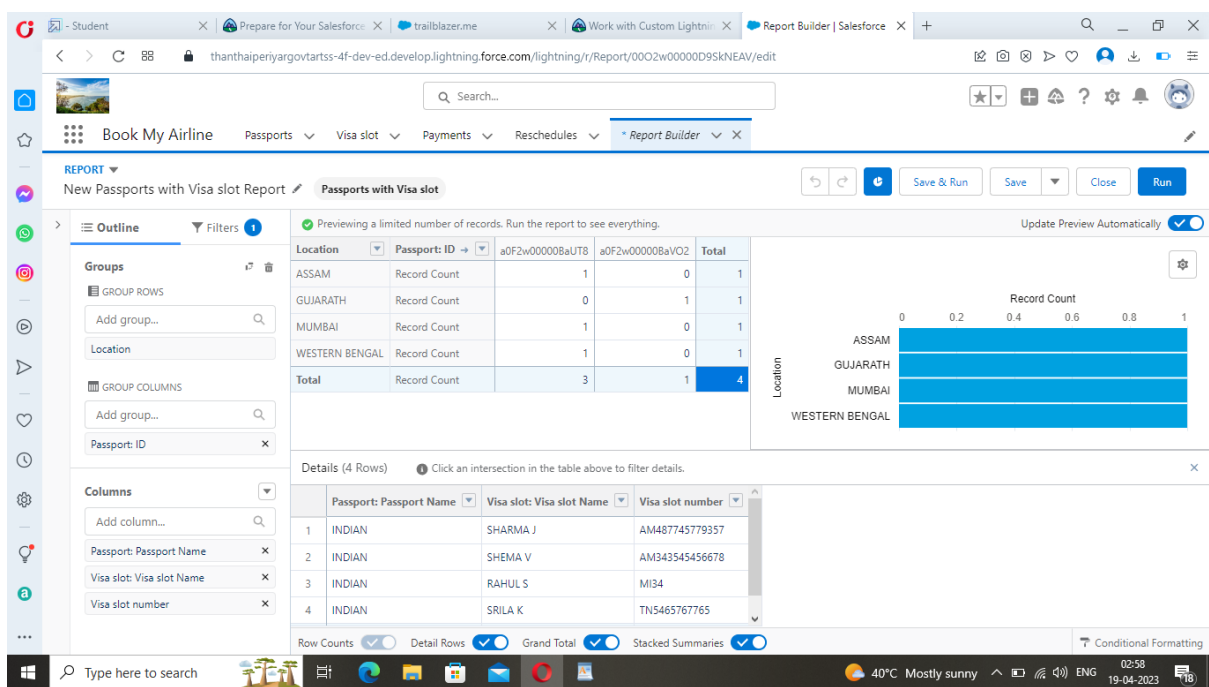 - Student
Prepare for Your Salesforce
trailblazer.me
Work with Custom Lightnin
Report Builder | Salesforce
thanthaiperiyargovtartss-4f-dev-ed.develop.lightning.force.com/lightning/r/Report/00O2w00000D9SkNEAV/edit
Search...
Book My Airline
Passports
Visa slot
Payments
Reschedules
* Report Builder
REPORT
New Passports with Visa slot Report
Passports with Visa slot
Save & Run
Save
Close
Run
Outline
Filters 1
Previewing a limited number of records. Run the report to see everything.
Update Preview Automatically
Groups
GROUP ROWS
Add group...
Location
GROUP COLUMNS
Add group...
Passport: ID
Columns
Add column...
Passport: Passport Name
Visa slot: Visa slot Name
Visa slot number
Location Passport: ID → a0F2w00000BaUT8 a0F2w00000BaVO2 Total
ASSAM Record Count 1 0 1
GUJARATH Record Count 0 1 1
MUMBAI Record Count 1 0 1
WESTERN BENGAL Record Count 1 0 1
Total Record Count 3 1 4
Record Count
0 0.2 0.4 0.6 0.8 1
Location
ASSAM
GUJARATH
MUMBAI
WESTERN BENGAL
Details (4 Rows) Click an intersection in the table above to filter details.
Passport: Passport Name Visa slot: Visa slot Name Visa slot number
1 INDIAN SHARMA J AM487745779357
2 INDIAN SHEMA V AM343545456678
3 INDIAN RAHUL S MI34
4 INDIAN SRILA K TN5465767765
Row Counts Detail Rows Grand Total Stacked Summaries Conditional Formatting
Type here to search
40°C Mostly sunny
ENG
02:58
19-04-2023
18